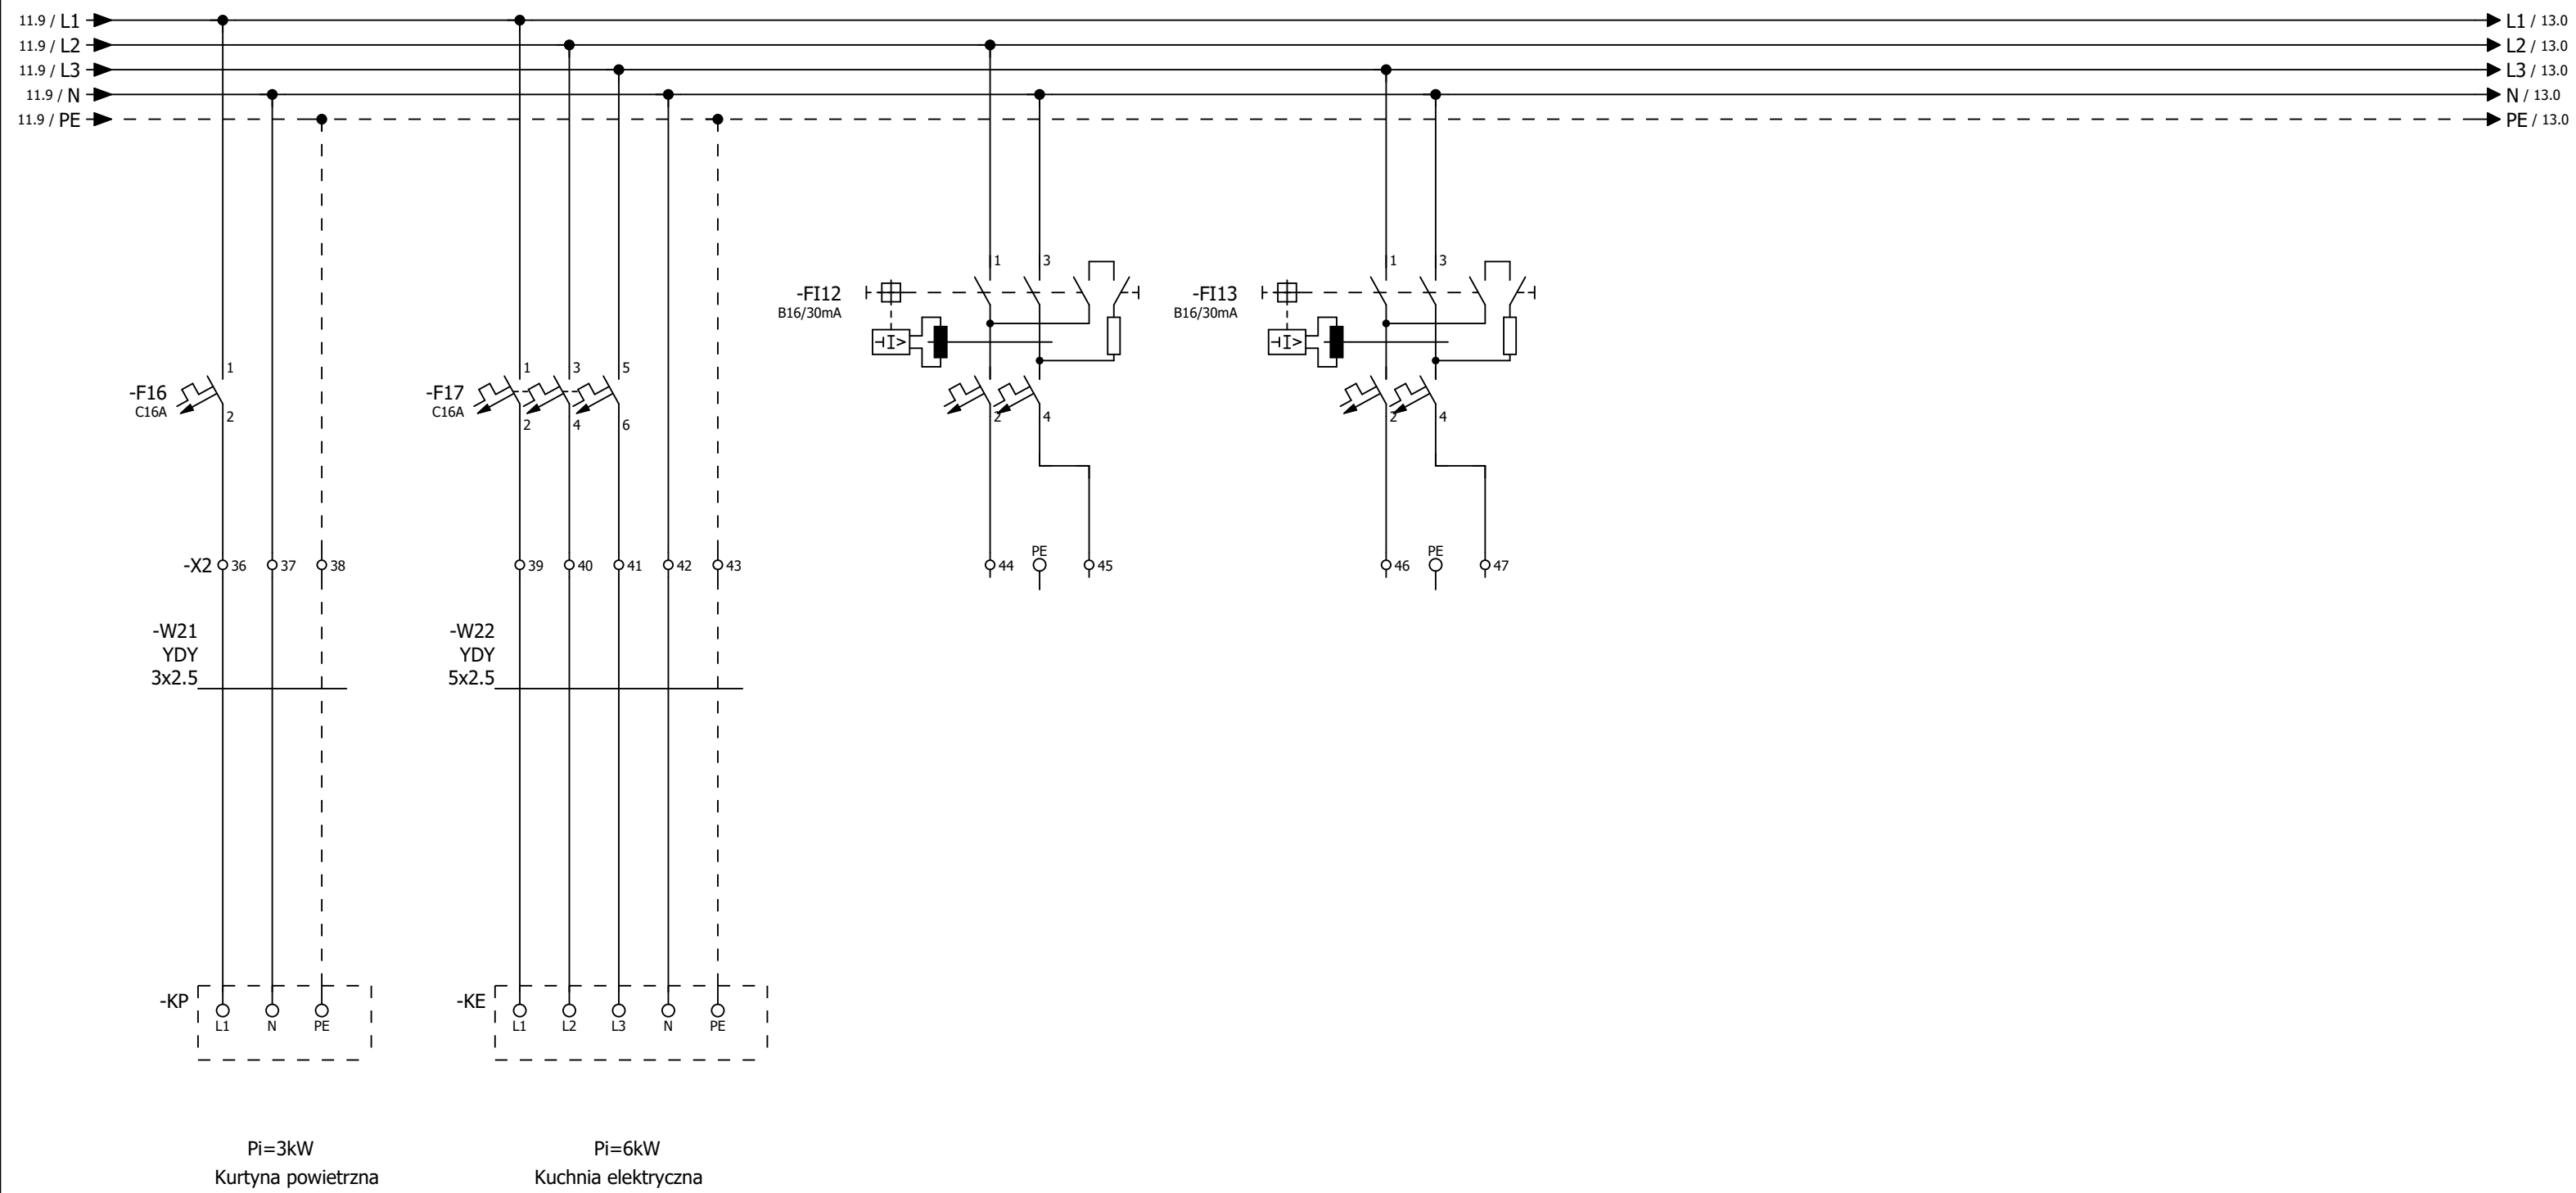 11.9 / L1
L1 / 13.0
11.9 / L2
L2 / 13.0
11.9 / L3
L3 / 13.0
11.9 / N
N / 13.0
11.9 / PE
PE / 13.0
1 3
1 3
-FI12
B16/30mA
-FI13
B16/30mA
I>
I>
1
1 3 5
-F16
C16A
-F17
C16A
2
2 4 6
2 4
2 4
PE
PE
-X2 36 37 38 39 40 41 42 43 44 45 46 47
-W21
YDY
3x2.5
-W22
YDY
5x2.5
-KP
L1 N PE
-KE
L1 L2 L3 N PE
Pi=3kW
Kurtyna powietrzna
Pi=6kW
Kuchnia elektryczna